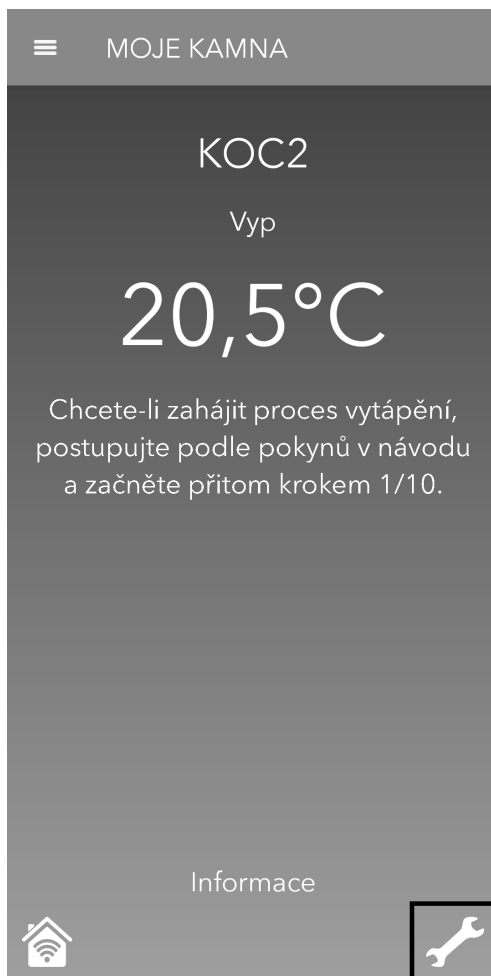 MOJE KAMNA
KOC2
Vyp
20,5°C
Chcete-li zahájit proces vytápění,
postupujte podle pokynů v návodu
a začněte přitom krokem 1/10.
Informace